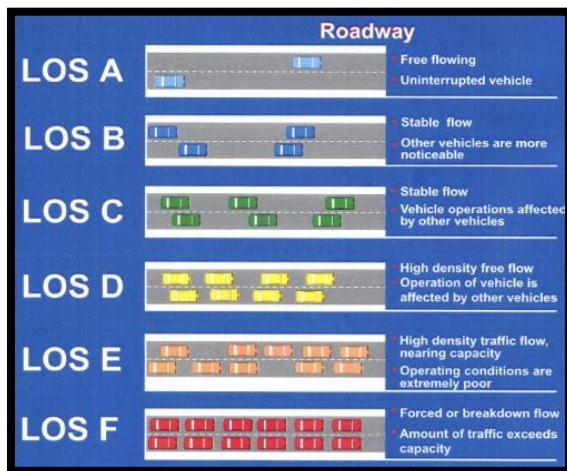 Roadway
LOS A
* Free flowing
* Uninterrupted vehicle
LOS B
* Stable flow
* Other vehicles are more
noticeable
LOS C
* Stable flow
* Vehicle operations affected
by other vehicles
LOS D
* High density free flow
* Operation of vehicle is
affected by other vehicles
LOS E
* High density traffic flow,
nearing capacity
* Operating conditions are
extremely poor
LOS F
* Forced or breakdown flow
* Amount of traffic exceeds
capacity